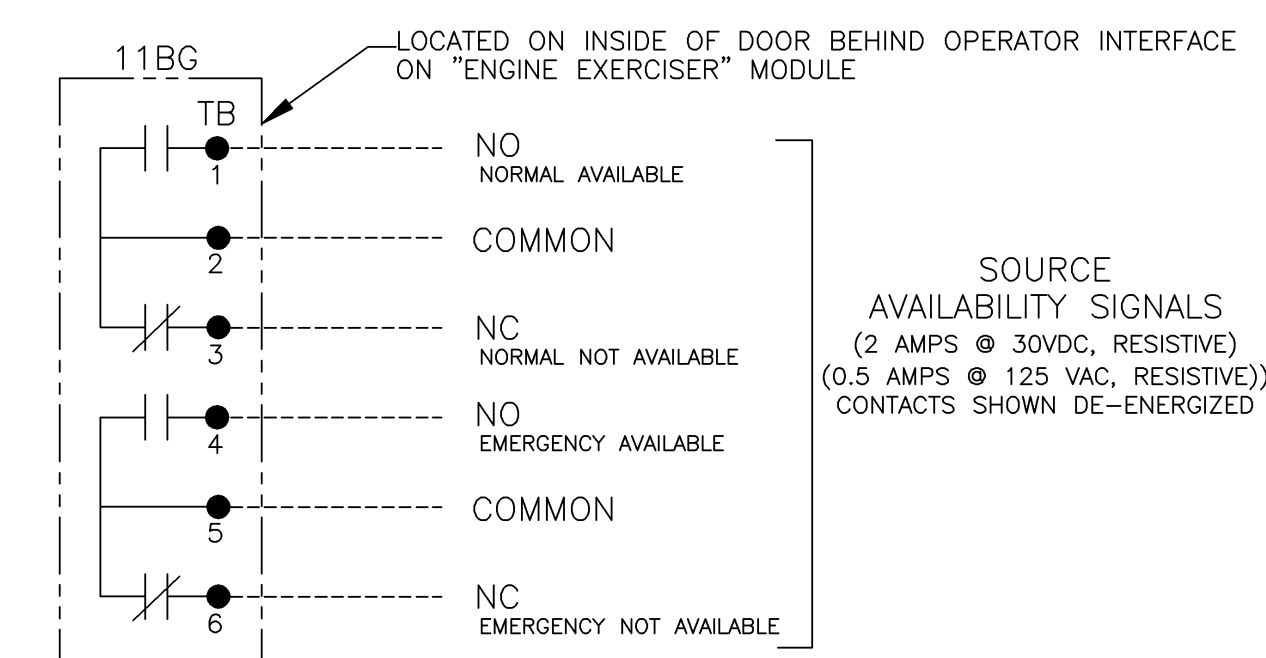 11BG
LOCATED ON INSIDE OF DOOR BEHIND OPERATOR INTERFACE
ON "ENGINE EXERCISER" MODULE
TB
1
NO
NORMAL AVAILABLE
2
COMMON
3
NC
NORMAL NOT AVAILABLE
4
NO
EMERGENCY AVAILABLE
5
COMMON
6
NC
EMERGENCY NOT AVAILABLE
SOURCE
AVAILABILITY SIGNALS
(2 AMPS @ 30VDC, RESISTIVE)
(0.5 AMPS @ 125 VAC, RESISTIVE))
CONTACTS SHOWN DE-ENERGIZED